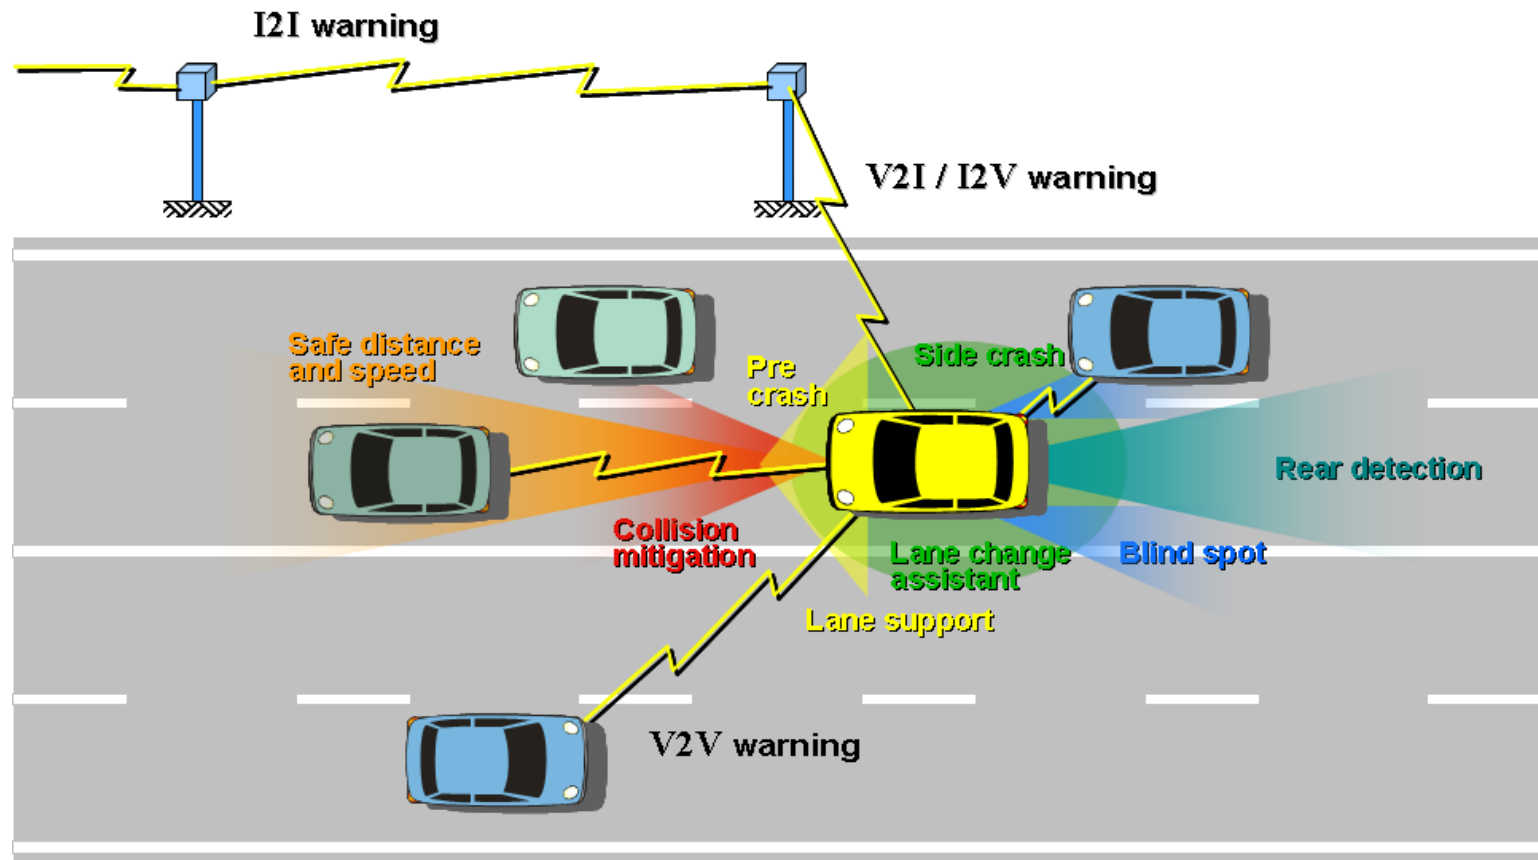 I2I warning
V2I / I2V warning
Safe distance
and speed
Pre
crash
Side crash
Rear detection
Collision
mitigation
Lane change
assistant
Blind spot
Lane support
V2V warning